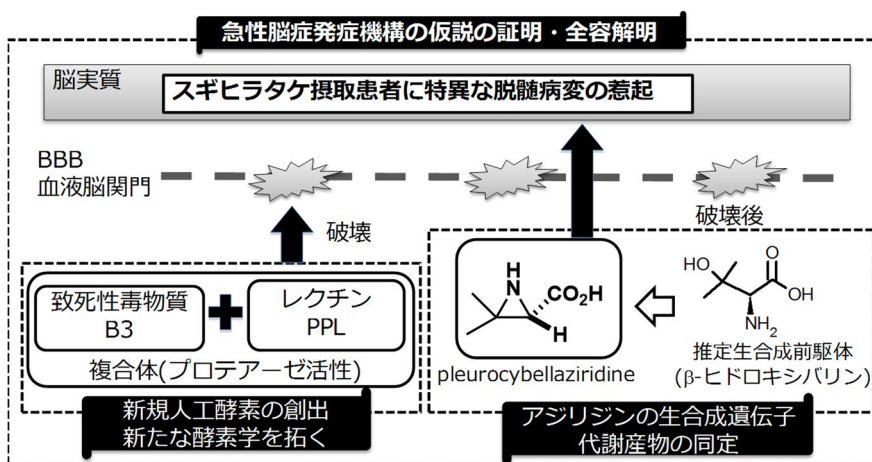 急性脳症発症機構の仮説の証明・全容解明
脳実質
スギヒラタケ摂取患者に特異な脱髄病変の惹起
BBB
血液脳関門
破壊
破壊後
致死性毒物質
B3
レクチン
PPL
複合体(プロテアーゼ活性)
新規人工酵素の創出
新たな酵素学を拓く
H
N
CO₂H
H
pleurocybellaziridine
HO
O
OH
NH₂
推定生合成前駆体
(β-ヒドロキシバリン)
アジリジンの生合成遺伝子
代謝産物の同定